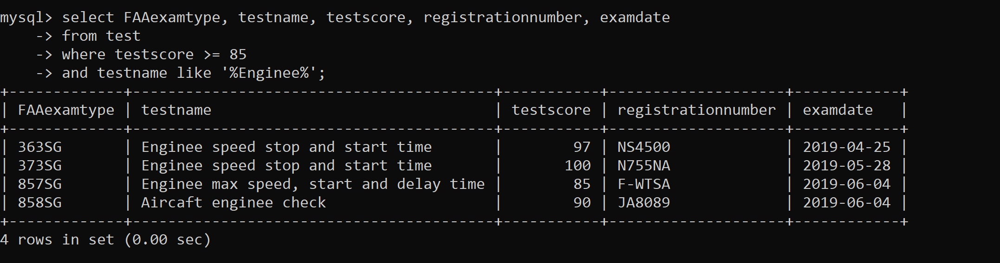 mysql> select FAAexamtype, testname, testscore, registrationnumber, examdate
    -> from test
    -> where testscore >= 85
    -> and testname like '%Enginee%';
+-------------+-----------------------------------------+-----------+--------------------+------------+
| FAAexamtype | testname                                | testscore | registrationnumber | examdate   |
+-------------+-----------------------------------------+-----------+--------------------+------------+
| 363SG       | Enginee speed stop and start time       |        97 | NS4500             | 2019-04-25 |
| 373SG       | Enginee speed stop and start time       |       100 | N755NA             | 2019-05-28 |
| 857SG       | Enginee max speed, start and delay time |        85 | F-WTSA             | 2019-06-04 |
| 858SG       | Aircaft enginee check                   |        90 | JA8089             | 2019-06-04 |
+-------------+-----------------------------------------+-----------+--------------------+------------+
4 rows in set (0.00 sec)